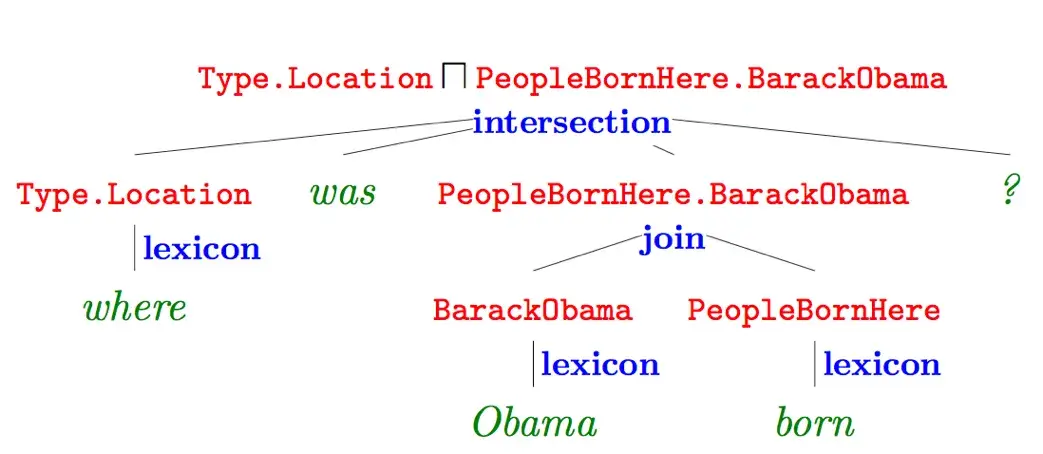 Type.Location ⊓ PeopleBornHere.BarackObama
intersection
Type.Location was PeopleBornHere.BarackObama ?
lexicon join
where BarackObama PeopleBornHere
lexicon lexicon
Obama born